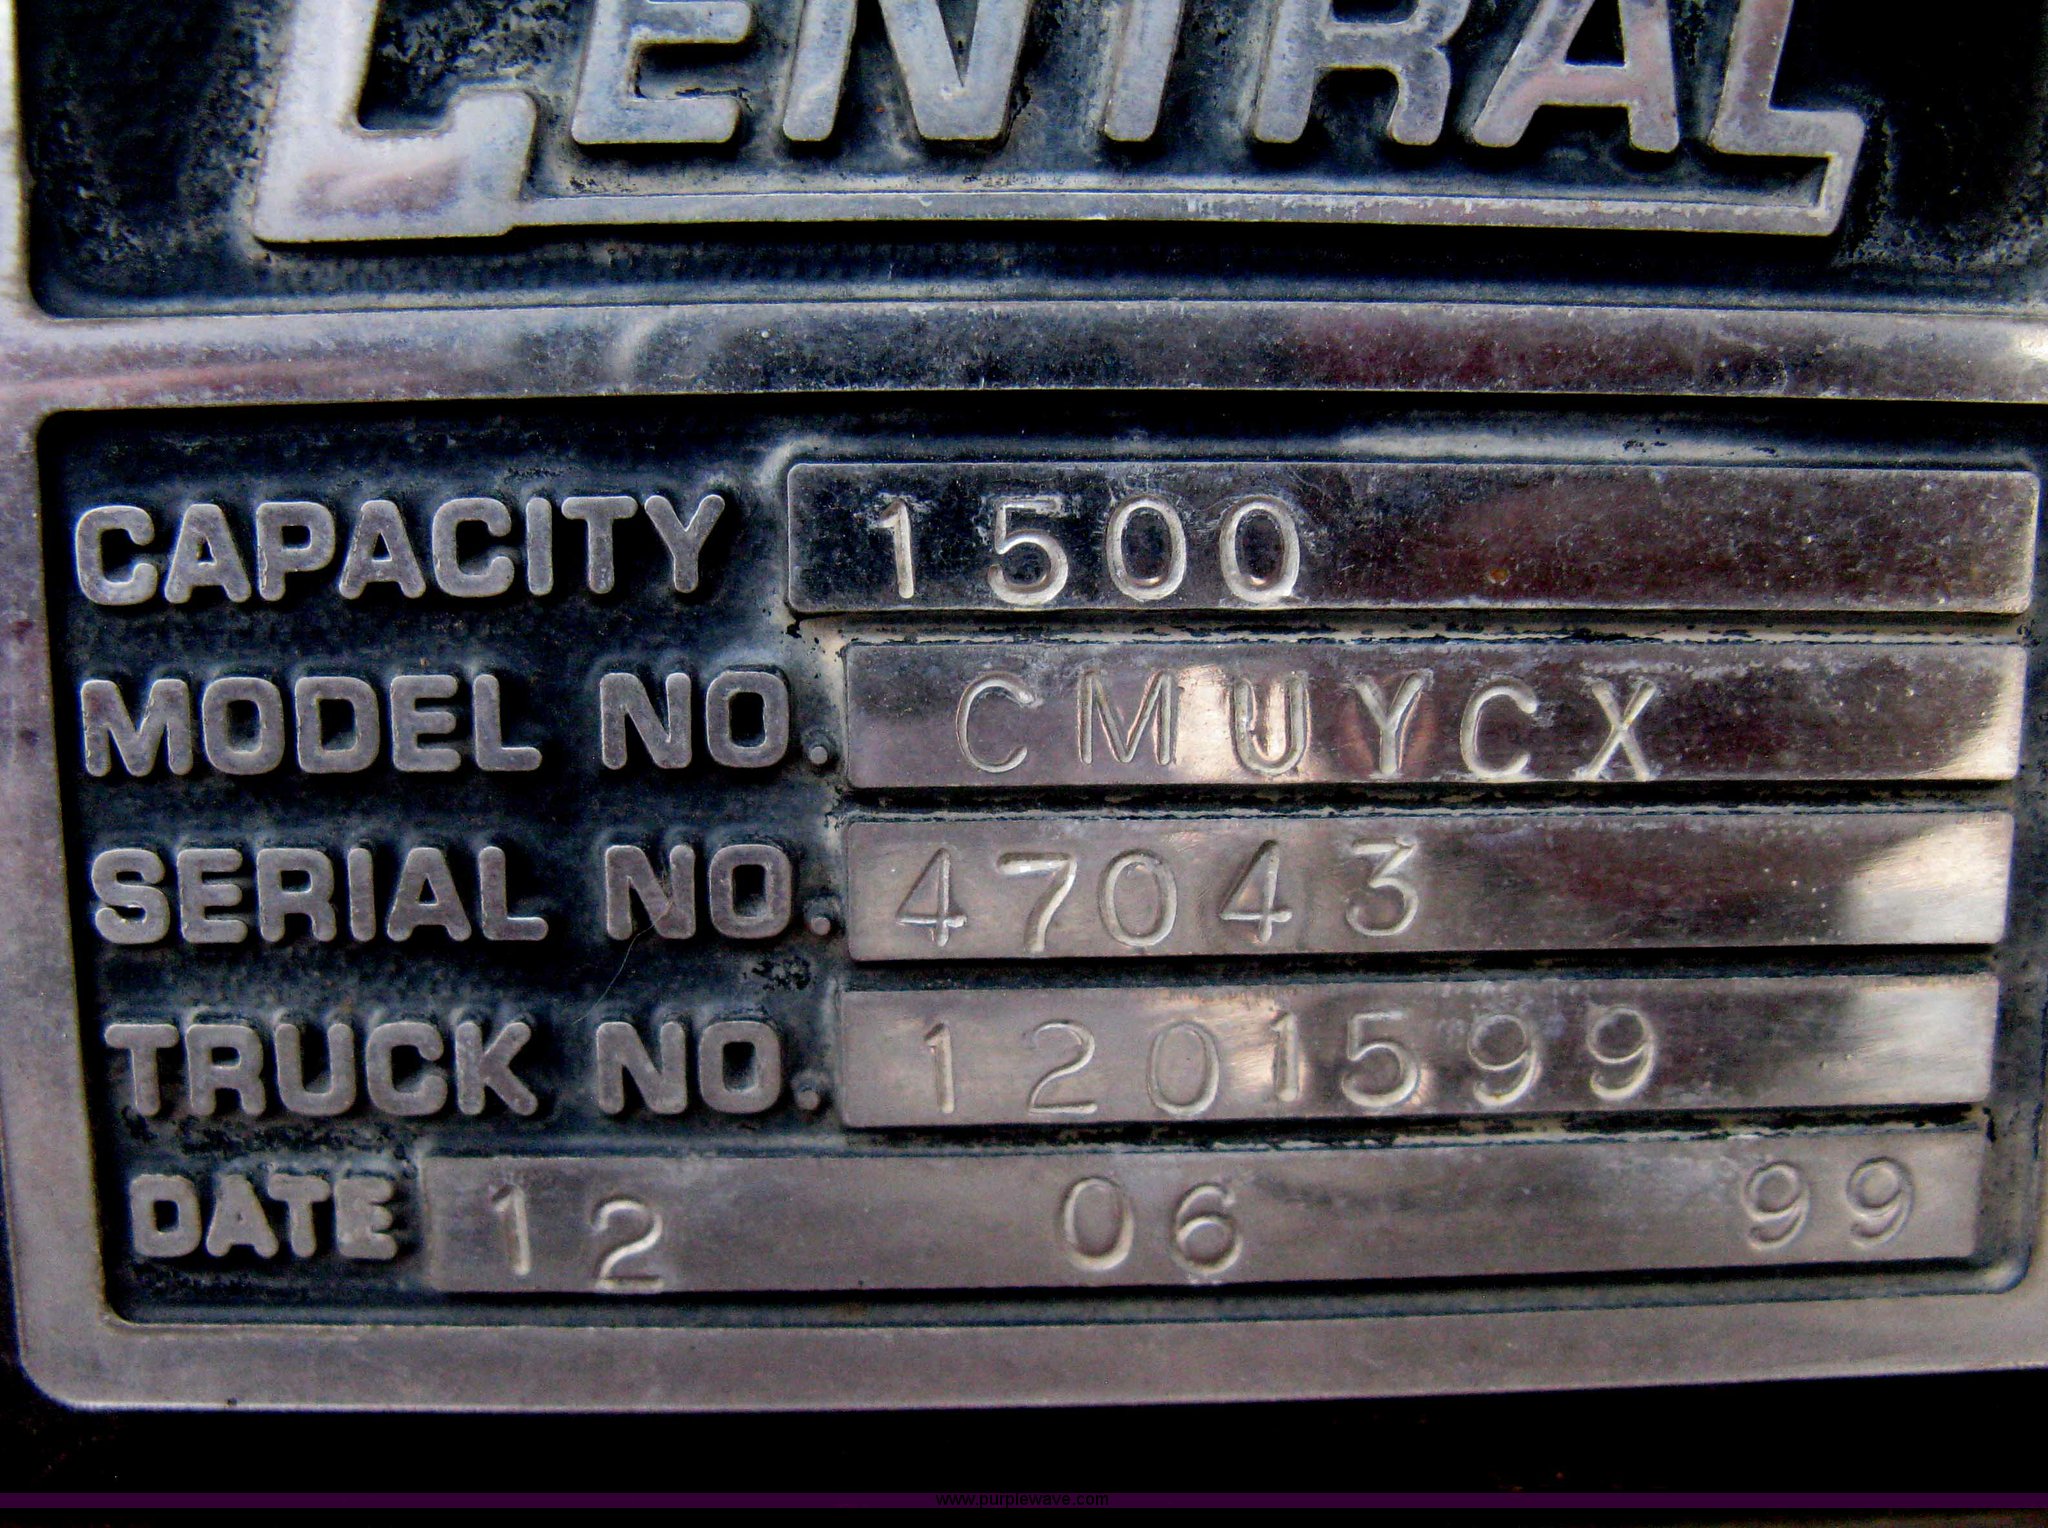 CENTRAL
CAPACITY 1500
MODEL NO. CMUYCX
SERIAL NO. 47043
TRUCK NO. 1201599
DATE 12 06 99
www.purplewave.com